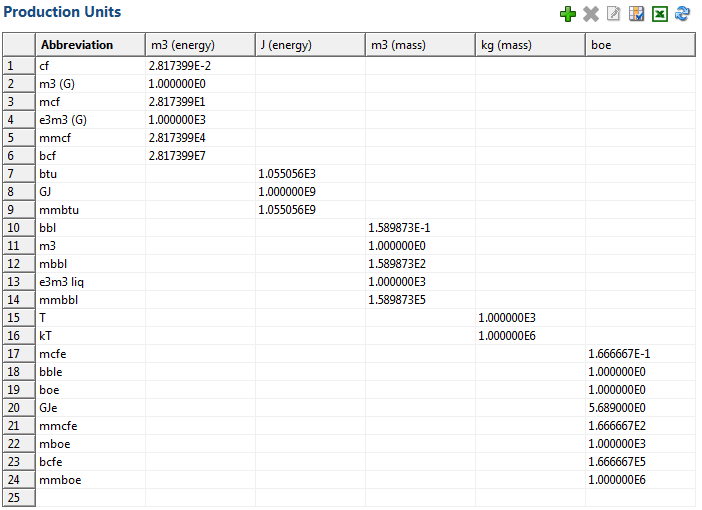 Production Units
Abbreviation m3 (energy) J (energy) m3 (mass) kg (mass) boe
1 cf 2.817399E-2
2 m3 (G) 1.000000E0
3 mcf 2.817399E1
4 e3m3 (G) 1.000000E3
5 mmcf 2.817399E4
6 bcf 2.817399E7
7 btu 1.055056E3
8 GJ 1.000000E9
9 mmbtu 1.055056E9
10 bbl 1.589873E-1
11 m3 1.000000E0
12 mbbl 1.589873E2
13 e3m3 liq 1.000000E3
14 mmbbl 1.589873E5
15 T 1.000000E3
16 kT 1.000000E6
17 mcfe 1.666667E-1
18 bble 1.000000E0
19 boe 1.000000E0
20 GJe 5.689000E0
21 mmcfe 1.666667E2
22 mboe 1.000000E3
23 bcfe 1.666667E5
24 mmboe 1.000000E6
25